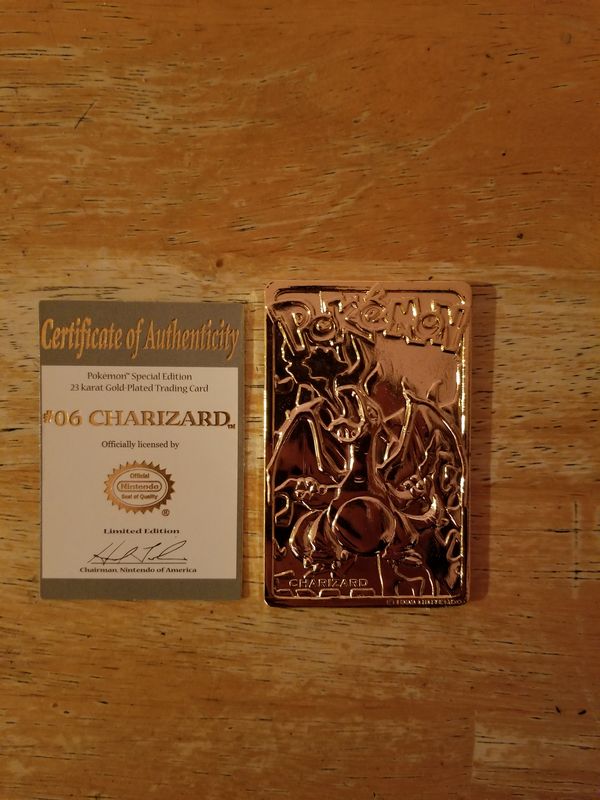 Certificate of Authenticity
Pokémon™ Special Edition
23 karat Gold-Plated Trading Card
#06 CHARIZARD™
Officially licensed by
Official
Nintendo
Seal of Quality
®
Limited Edition
Chairman, Nintendo of America
POKéMON
CHARIZARD